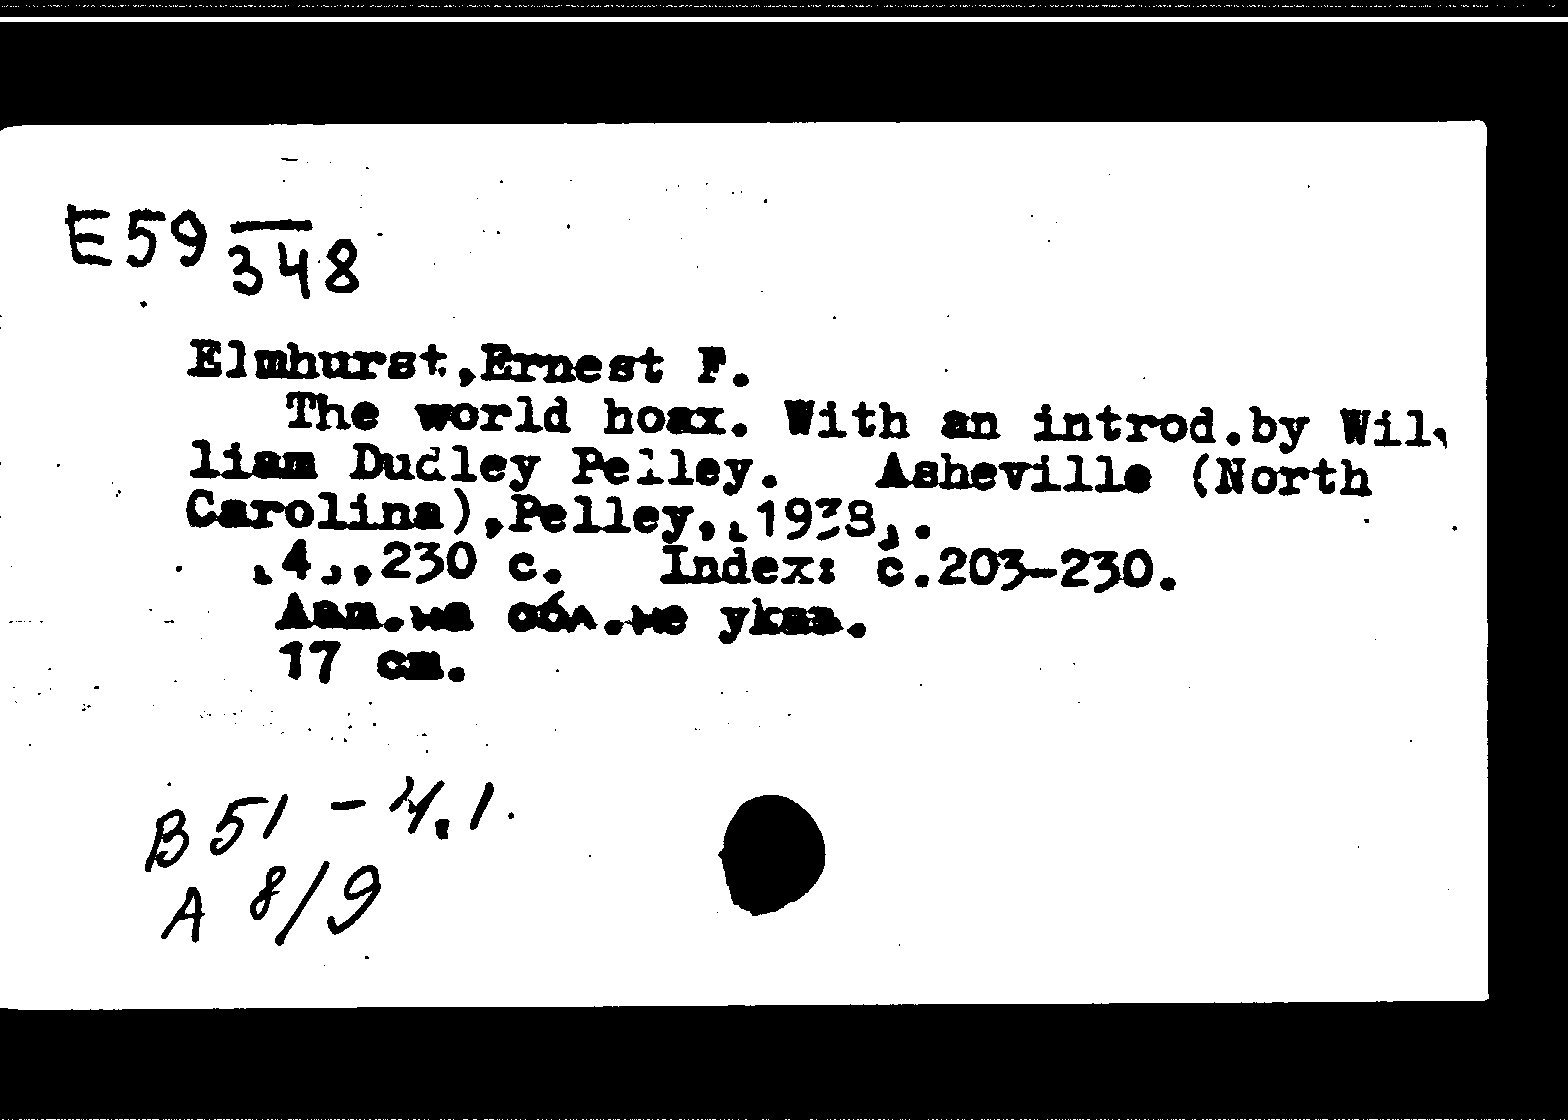 E59 348
Elmhurst, Ernest F.
The world hoax. With an introd. by Wil-
liam Dudley Pelley. Asheville (North
Carolina), Pelley, [1938].
[4], 230 c. Index: c. 203-230.
Дат. на обл. не указ.
17 см.
B 51 - 4.1.
A 8/9